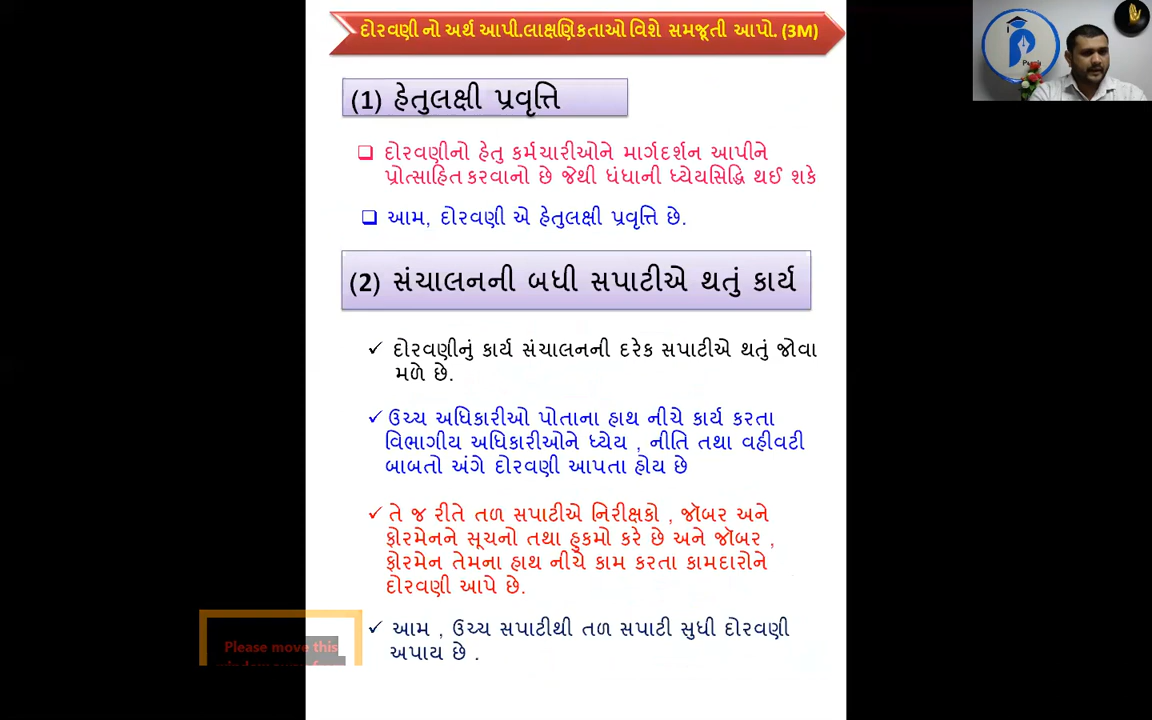 દોરવણી નો અર્થ આપી.લાક્ષણિકતાઓ વિશે સમજૂતી આપો. (3M)
(1) હેતુલક્ષી પ્રવૃત્તિ
દોરવણીનો હેતુ કર્મચારીઓને માર્ગદર્શન આપીને
પ્રોત્સાહિત કરવાનો છે જેથી ધંધાની ધ્યેયસિદ્ધિ થઈ શકે
આમ, દોરવણી એ હેતુલક્ષી પ્રવૃત્તિ છે.
(2) સંચાલનની બધી સપાટીએ થતું કાર્ય
દોરવણીનું કાર્ય સંચાલનની દરેક સપાટીએ થતું જોવા
મળે છે.
ઉચ્ચ અધિકારીઓ પોતાના હાથ નીચે કાર્ય કરતા
વિભાગીય અધિકારીઓને ધ્યેય , નીતિ તથા વહીવટી
બાબતો અંગે દોરવણી આપતા હોય છે
તે જ રીતે તળ સપાટીએ નિરીક્ષકો , જૉબર અને
ફોરમેનને સૂચનો તથા હુકમો કરે છે અને જૉબર ,
ફોરમેન તેમના હાથ નીચે કામ કરતા કામદારોને
દોરવણી આપે છે.
આમ , ઉચ્ચ સપાટીથી તળ સપાટી સુધી દોરવણી
અપાય છે .
Please move this